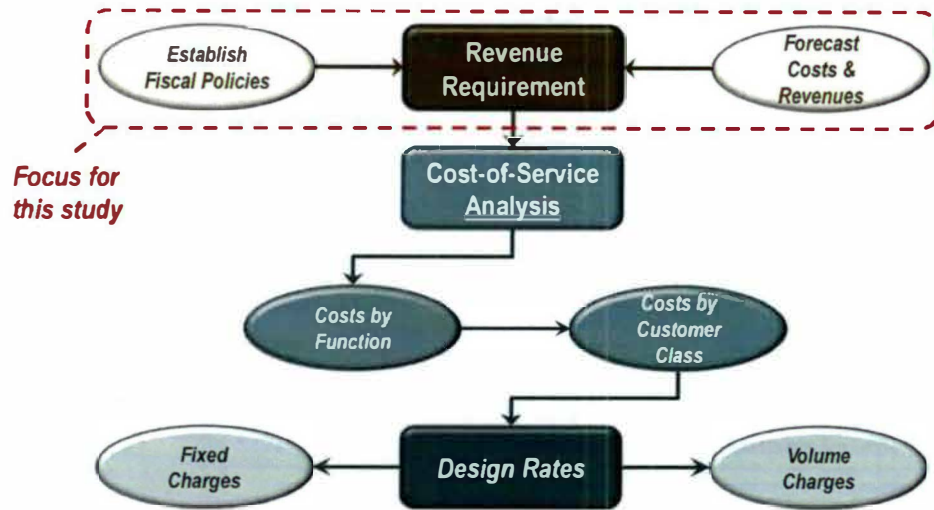 Establish
Fiscal Policies
Revenue
Requirement
Forecast
Costs &
Revenues
Focus for
this study
Cost-of-Service
Analysis
Costs by
Function
Costs by
Customer
Class
Fixed
Charges
Design Rates
Volume
Charges